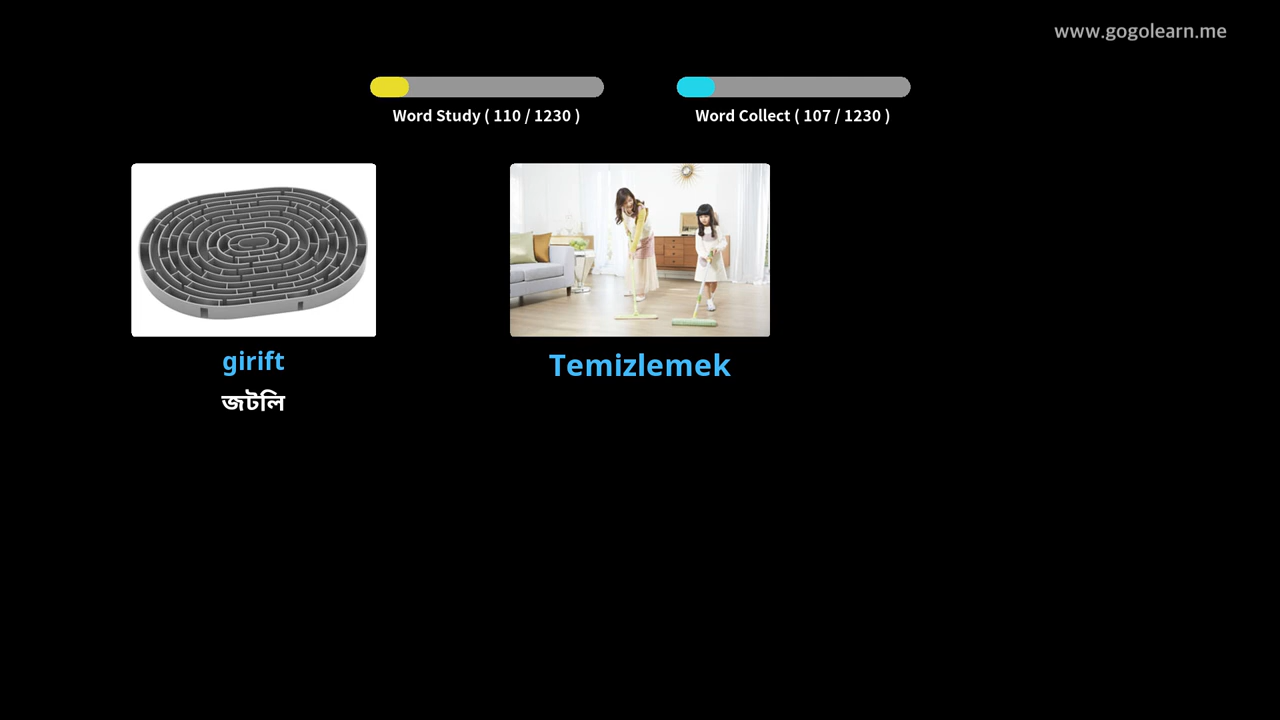 www.gogolearn.me
Word Study ( 110 / 1230 )
Word Collect ( 107 / 1230 )
girift
জটিল
Temizlemek